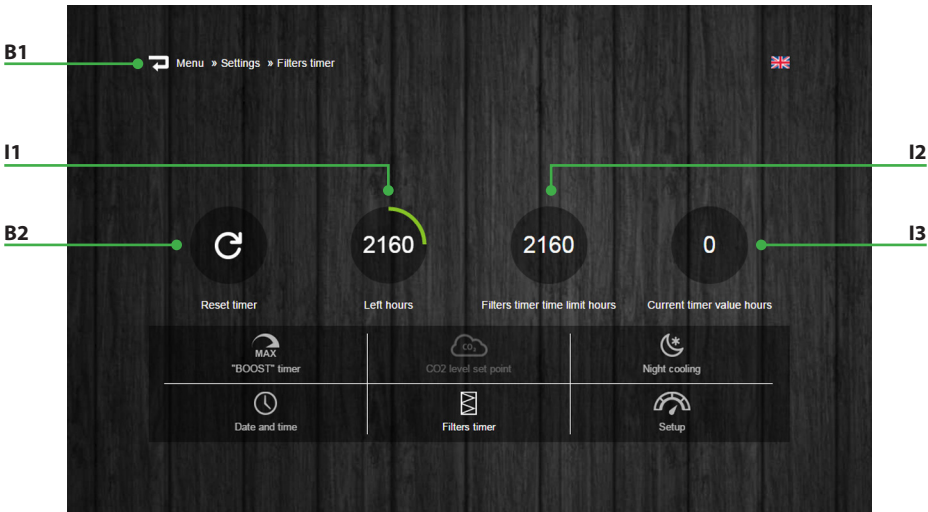 B1
Menu » Settings » Filters timer
I1
I2
B2
I3
2160
2160
0
Reset timer
Left hours
Filters timer time limit hours
Current timer value hours
MAX
"BOOST" timer
CO₂
CO2 level set point
Night cooling
Date and time
Filters timer
Setup